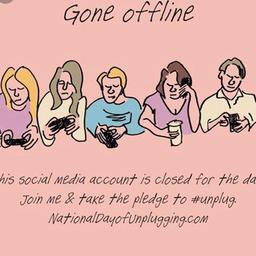 Gone offline
his social media account is closed for the da
Join me & take the pledge to #unplug
NationalDayofUnplugging.com